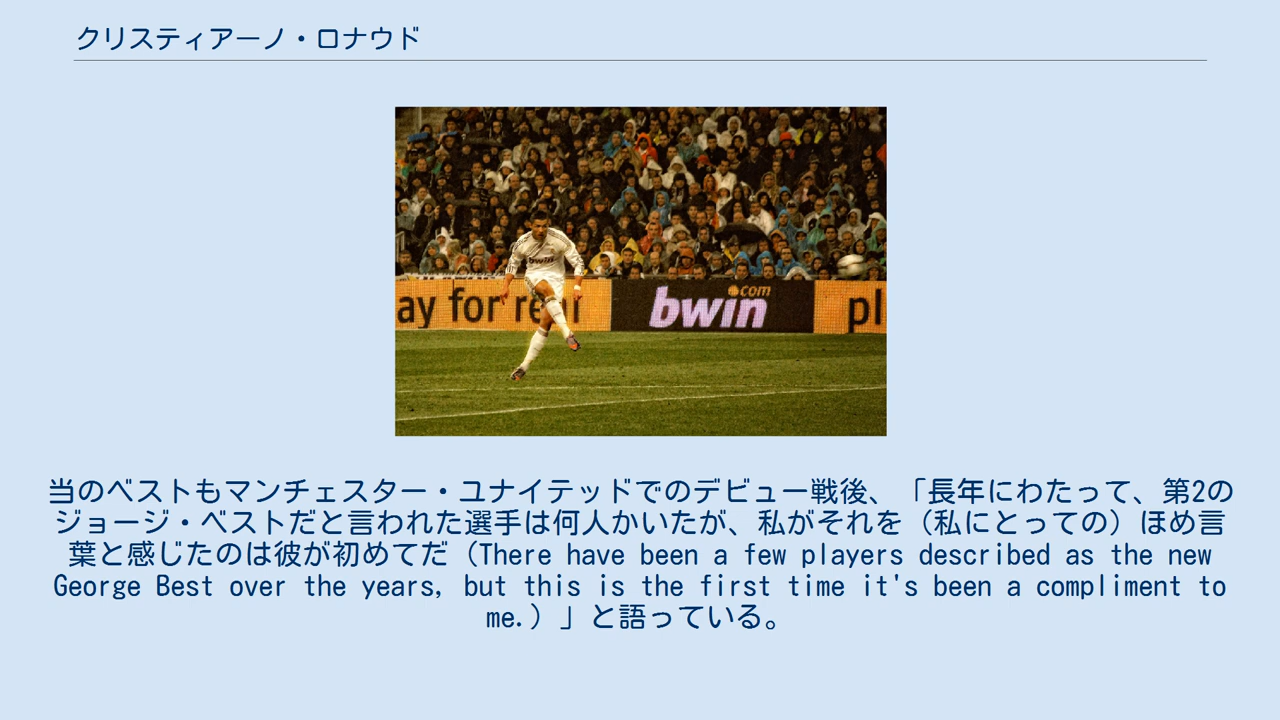 クリスティアーノ・ロナウド
bwin
ay for real
bwin.com
pl
当のベストもマンチェスター・ユナイテッドでのデビュー戦後、「長年にわたって、第2の
ジョージ・ベストだと言われた選手は何人かいたが、私がそれを（私にとっての）ほめ言
葉と感じたのは彼が初めてだ（There have been a few players described as the new
George Best over the years, but this is the first time it's been a compliment to
me.）」と語っている。